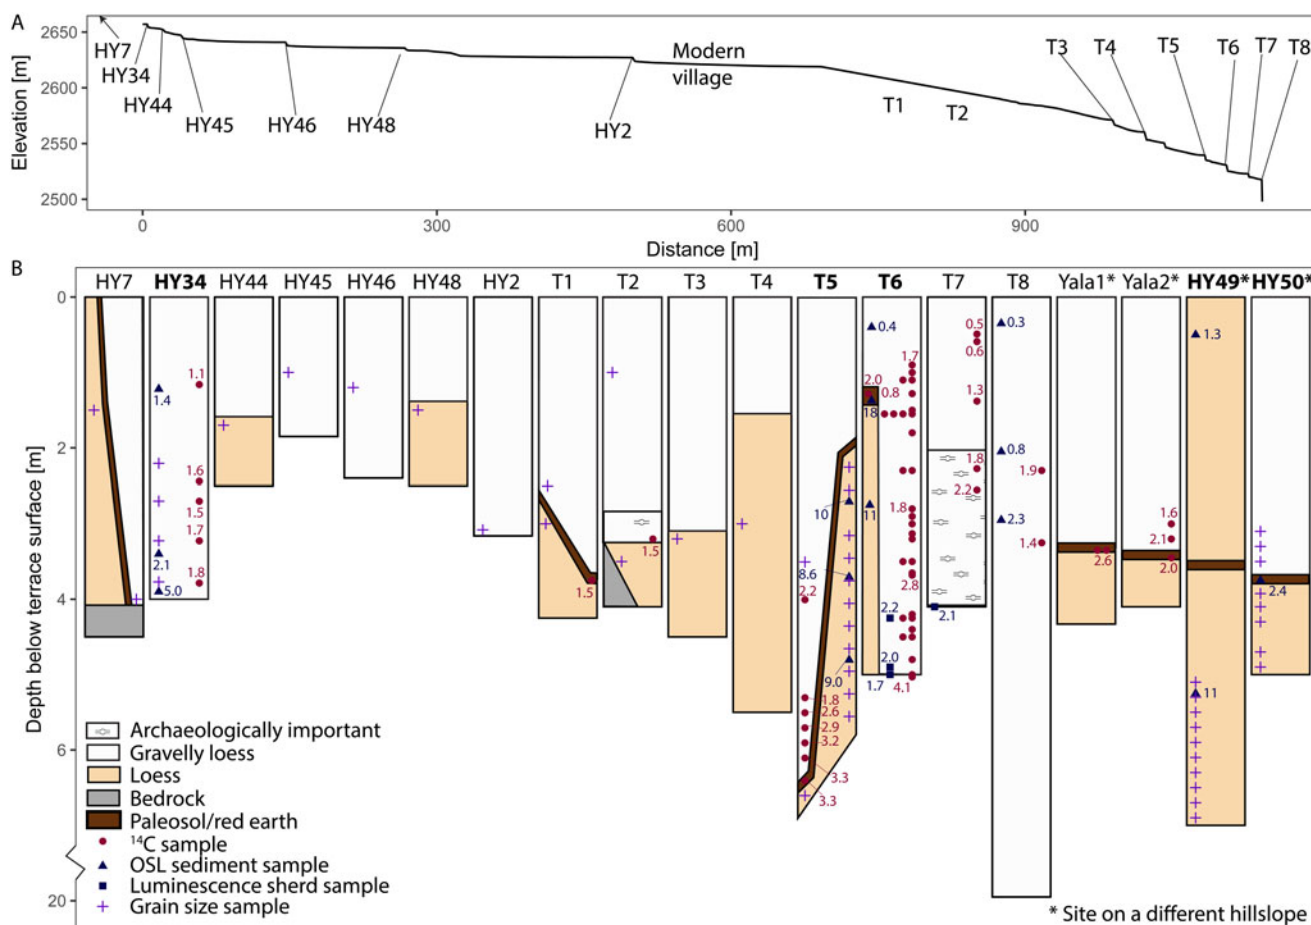 A
Elevation [m]
2650
2600
2550
2500
HY7
HY34
HY44
HY45
HY46
HY48
HY2
Modern
village
T1
T2
T3
T4
T5
T6
T7
T8
0
300
600
900
Distance [m]
B
HY7 HY34 HY44 HY45 HY46 HY48 HY2 T1 T2 T3 T4 T5 T6 T7 T8 Yala1* Yala2* HY49* HY50*
Depth below terrace surface [m]
0
2
4
6
20
1.1
1.4
1.6
1.5
1.7
2.1
1.8
5.0
1.5
1.5
2.2
10
8.6
9.0
1.8
2.6
2.9
3.2
3.3
3.3
0.4
1.7
2.0
0.8
18
11
1.8
2.8
2.2
2.0
1.7
4.1
0.5
0.6
1.3
1.8
2.2
2.1
0.3
0.8
1.9
2.3
1.4
2.6
1.6
2.1
2.0
1.3
11
2.4
Archaeologically important
Gravelly loess
Loess
Bedrock
Paleosol/red earth
¹⁴C sample
OSL sediment sample
Luminescence sherd sample
Grain size sample
* Site on a different hillslope